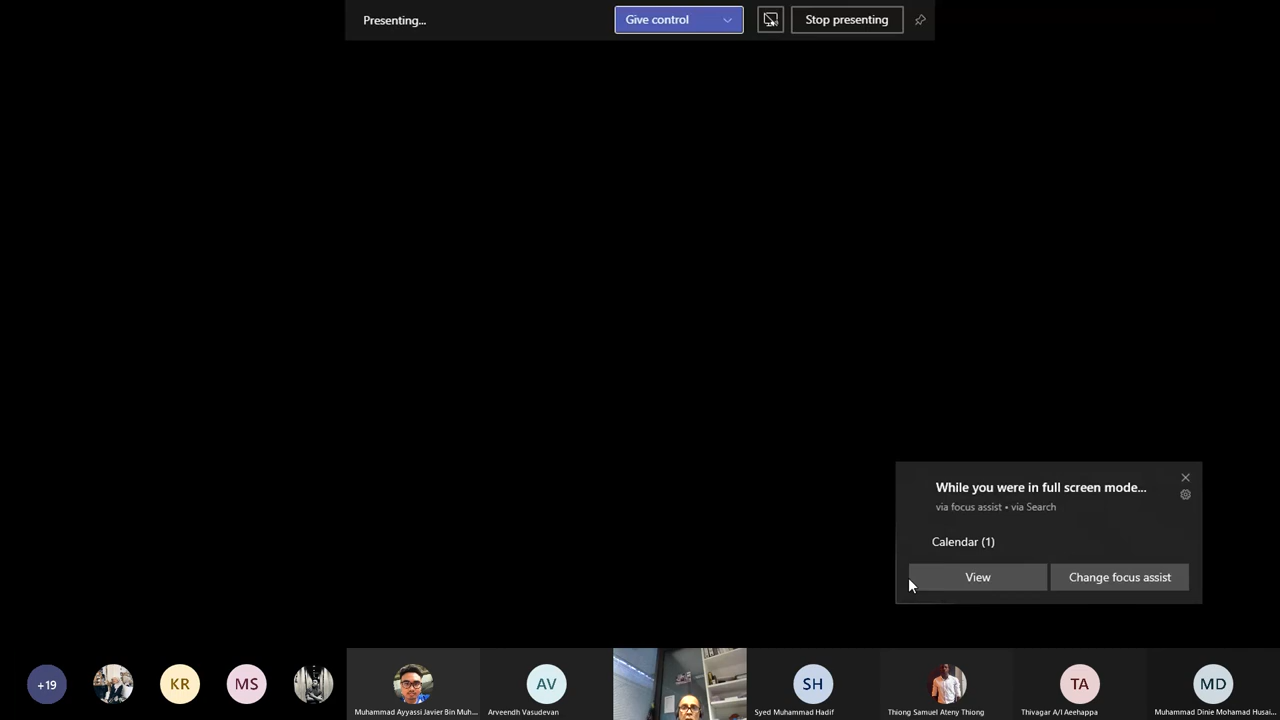 Presenting...
Give control
Stop presenting
While you were in full screen mode...
via focus assist • via Search
Calendar (1)
View
Change focus assist
+19
KR
MS
AV
SH
TA
MD
Muhammad Ayyassi Javier Bin Muh...
Arveendh Vasudevan
Syed Muhammad Hadif
Thiong Samuel Ateny Thiong
Thivagar A/l Aeehappa
Muhammad Dinie Mohamad Husai...